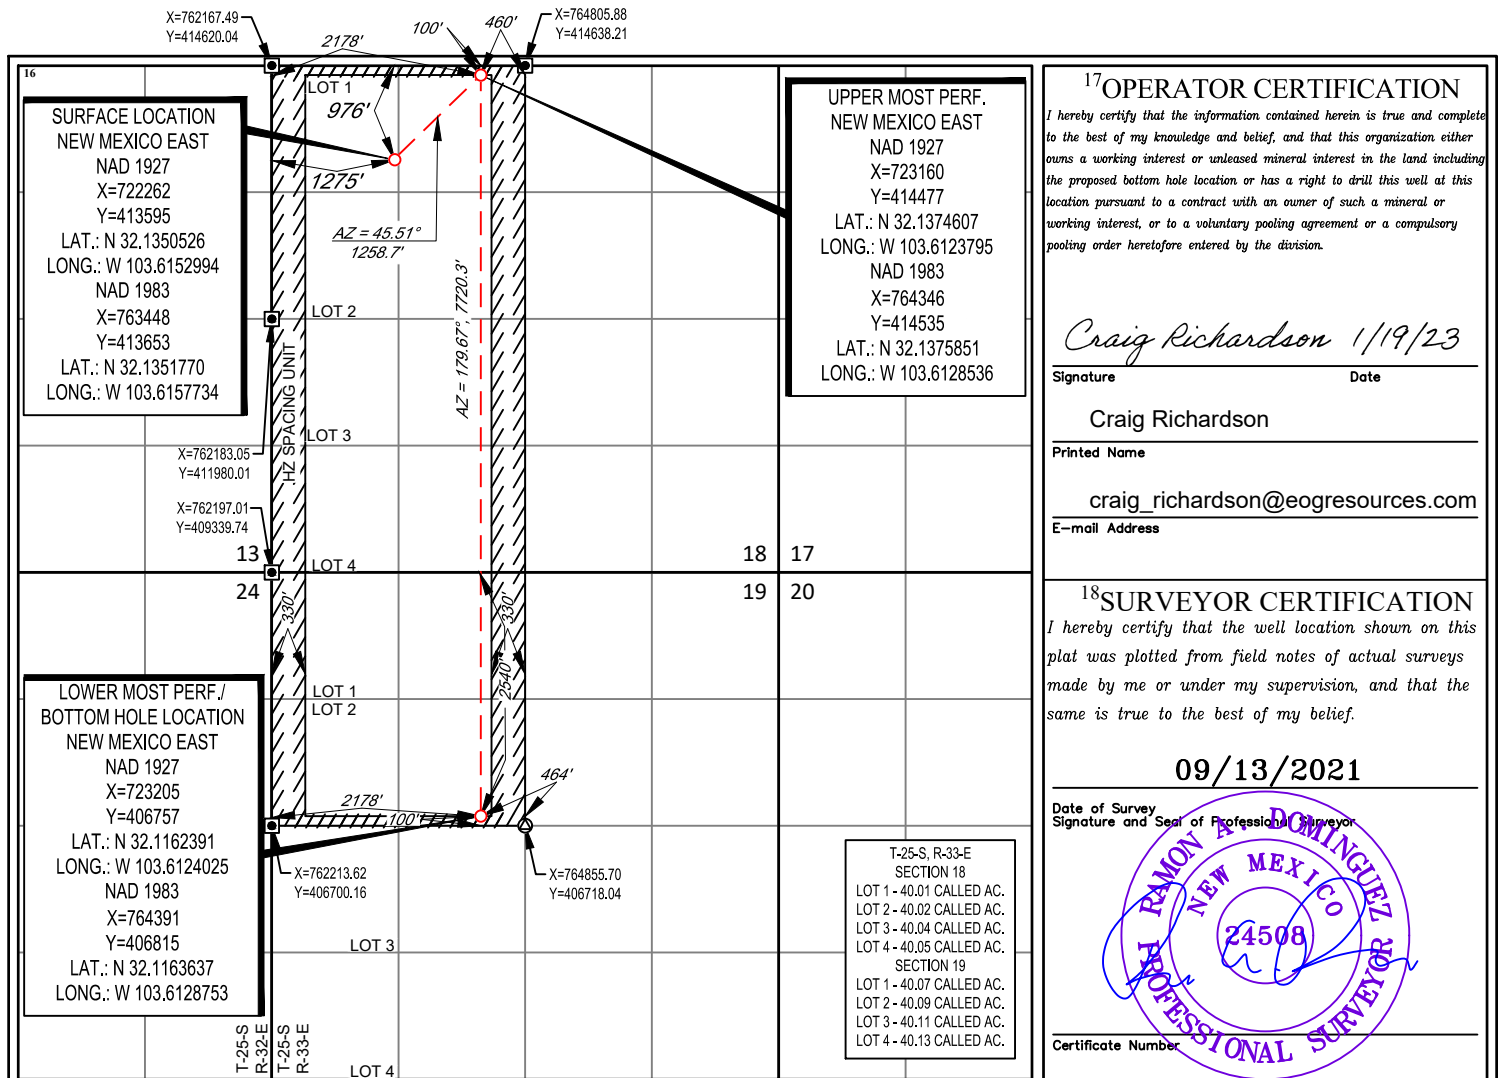 X=762167.49
Y=414620.04
2178'
100'
460'
X=764805.88
Y=414638.21
16
SURFACE LOCATION
NEW MEXICO EAST
NAD 1927
X=722262
Y=413595
LAT.: N 32.1350526
LONG.: W 103.6152994
NAD 1983
X=763448
Y=413653
LAT.: N 32.1351770
LONG.: W 103.6157734
LOT 1
976'
1275'
AZ = 45.51°
1258.7'
AZ = 179.67°, 7720.3'
UPPER MOST PERF.
NEW MEXICO EAST
NAD 1927
X=723160
Y=414477
LAT.: N 32.1374607
LONG.: W 103.6123795
NAD 1983
X=764346
Y=414535
LAT.: N 32.1375851
LONG.: W 103.6128536
LOT 2
HZ SPACING UNIT
LOT 3
X=762183.05
Y=411980.01
X=762197.01
Y=409339.74
13
LOT 4
18
17
24
19
20
330'
330'
2540'
LOT 1
LOT 2
LOWER MOST PERF./
BOTTOM HOLE LOCATION
NEW MEXICO EAST
NAD 1927
X=723205
Y=406757
LAT.: N 32.1162391
LONG.: W 103.6124025
NAD 1983
X=764391
Y=406815
LAT.: N 32.1163637
LONG.: W 103.6128753
2178'
100'
464'
X=762213.62
Y=406700.16
X=764855.70
Y=406718.04
LOT 3
LOT 4
T-25-S
R-32-E
T-25-S
R-33-E
T-25-S, R-33-E
SECTION 18
LOT 1 - 40.01 CALLED AC.
LOT 2 - 40.02 CALLED AC.
LOT 3 - 40.04 CALLED AC.
LOT 4 - 40.05 CALLED AC.
SECTION 19
LOT 1 - 40.07 CALLED AC.
LOT 2 - 40.09 CALLED AC.
LOT 3 - 40.11 CALLED AC.
LOT 4 - 40.13 CALLED AC.
17OPERATOR CERTIFICATION
I hereby certify that the information contained herein is true and complete
to the best of my knowledge and belief, and that this organization either
owns a working interest or unleased mineral interest in the land including
the proposed bottom hole location or has a right to drill this well at this
location pursuant to a contract with an owner of such a mineral or
working interest, or to a voluntary pooling agreement or a compulsory
pooling order heretofore entered by the division.
Craig Richardson 1/19/23
Signature Date
Craig Richardson
Printed Name
craig_richardson@eogresources.com
E-mail Address
18SURVEYOR CERTIFICATION
I hereby certify that the well location shown on this
plat was plotted from field notes of actual surveys
made by me or under my supervision, and that the
same is true to the best of my belief.
09/13/2021
Date of Survey
Signature and Seal of Professional Surveyor
RAMON A. DOMINGUEZ
NEW MEXICO
24508
PROFESSIONAL SURVEYOR
Certificate Number